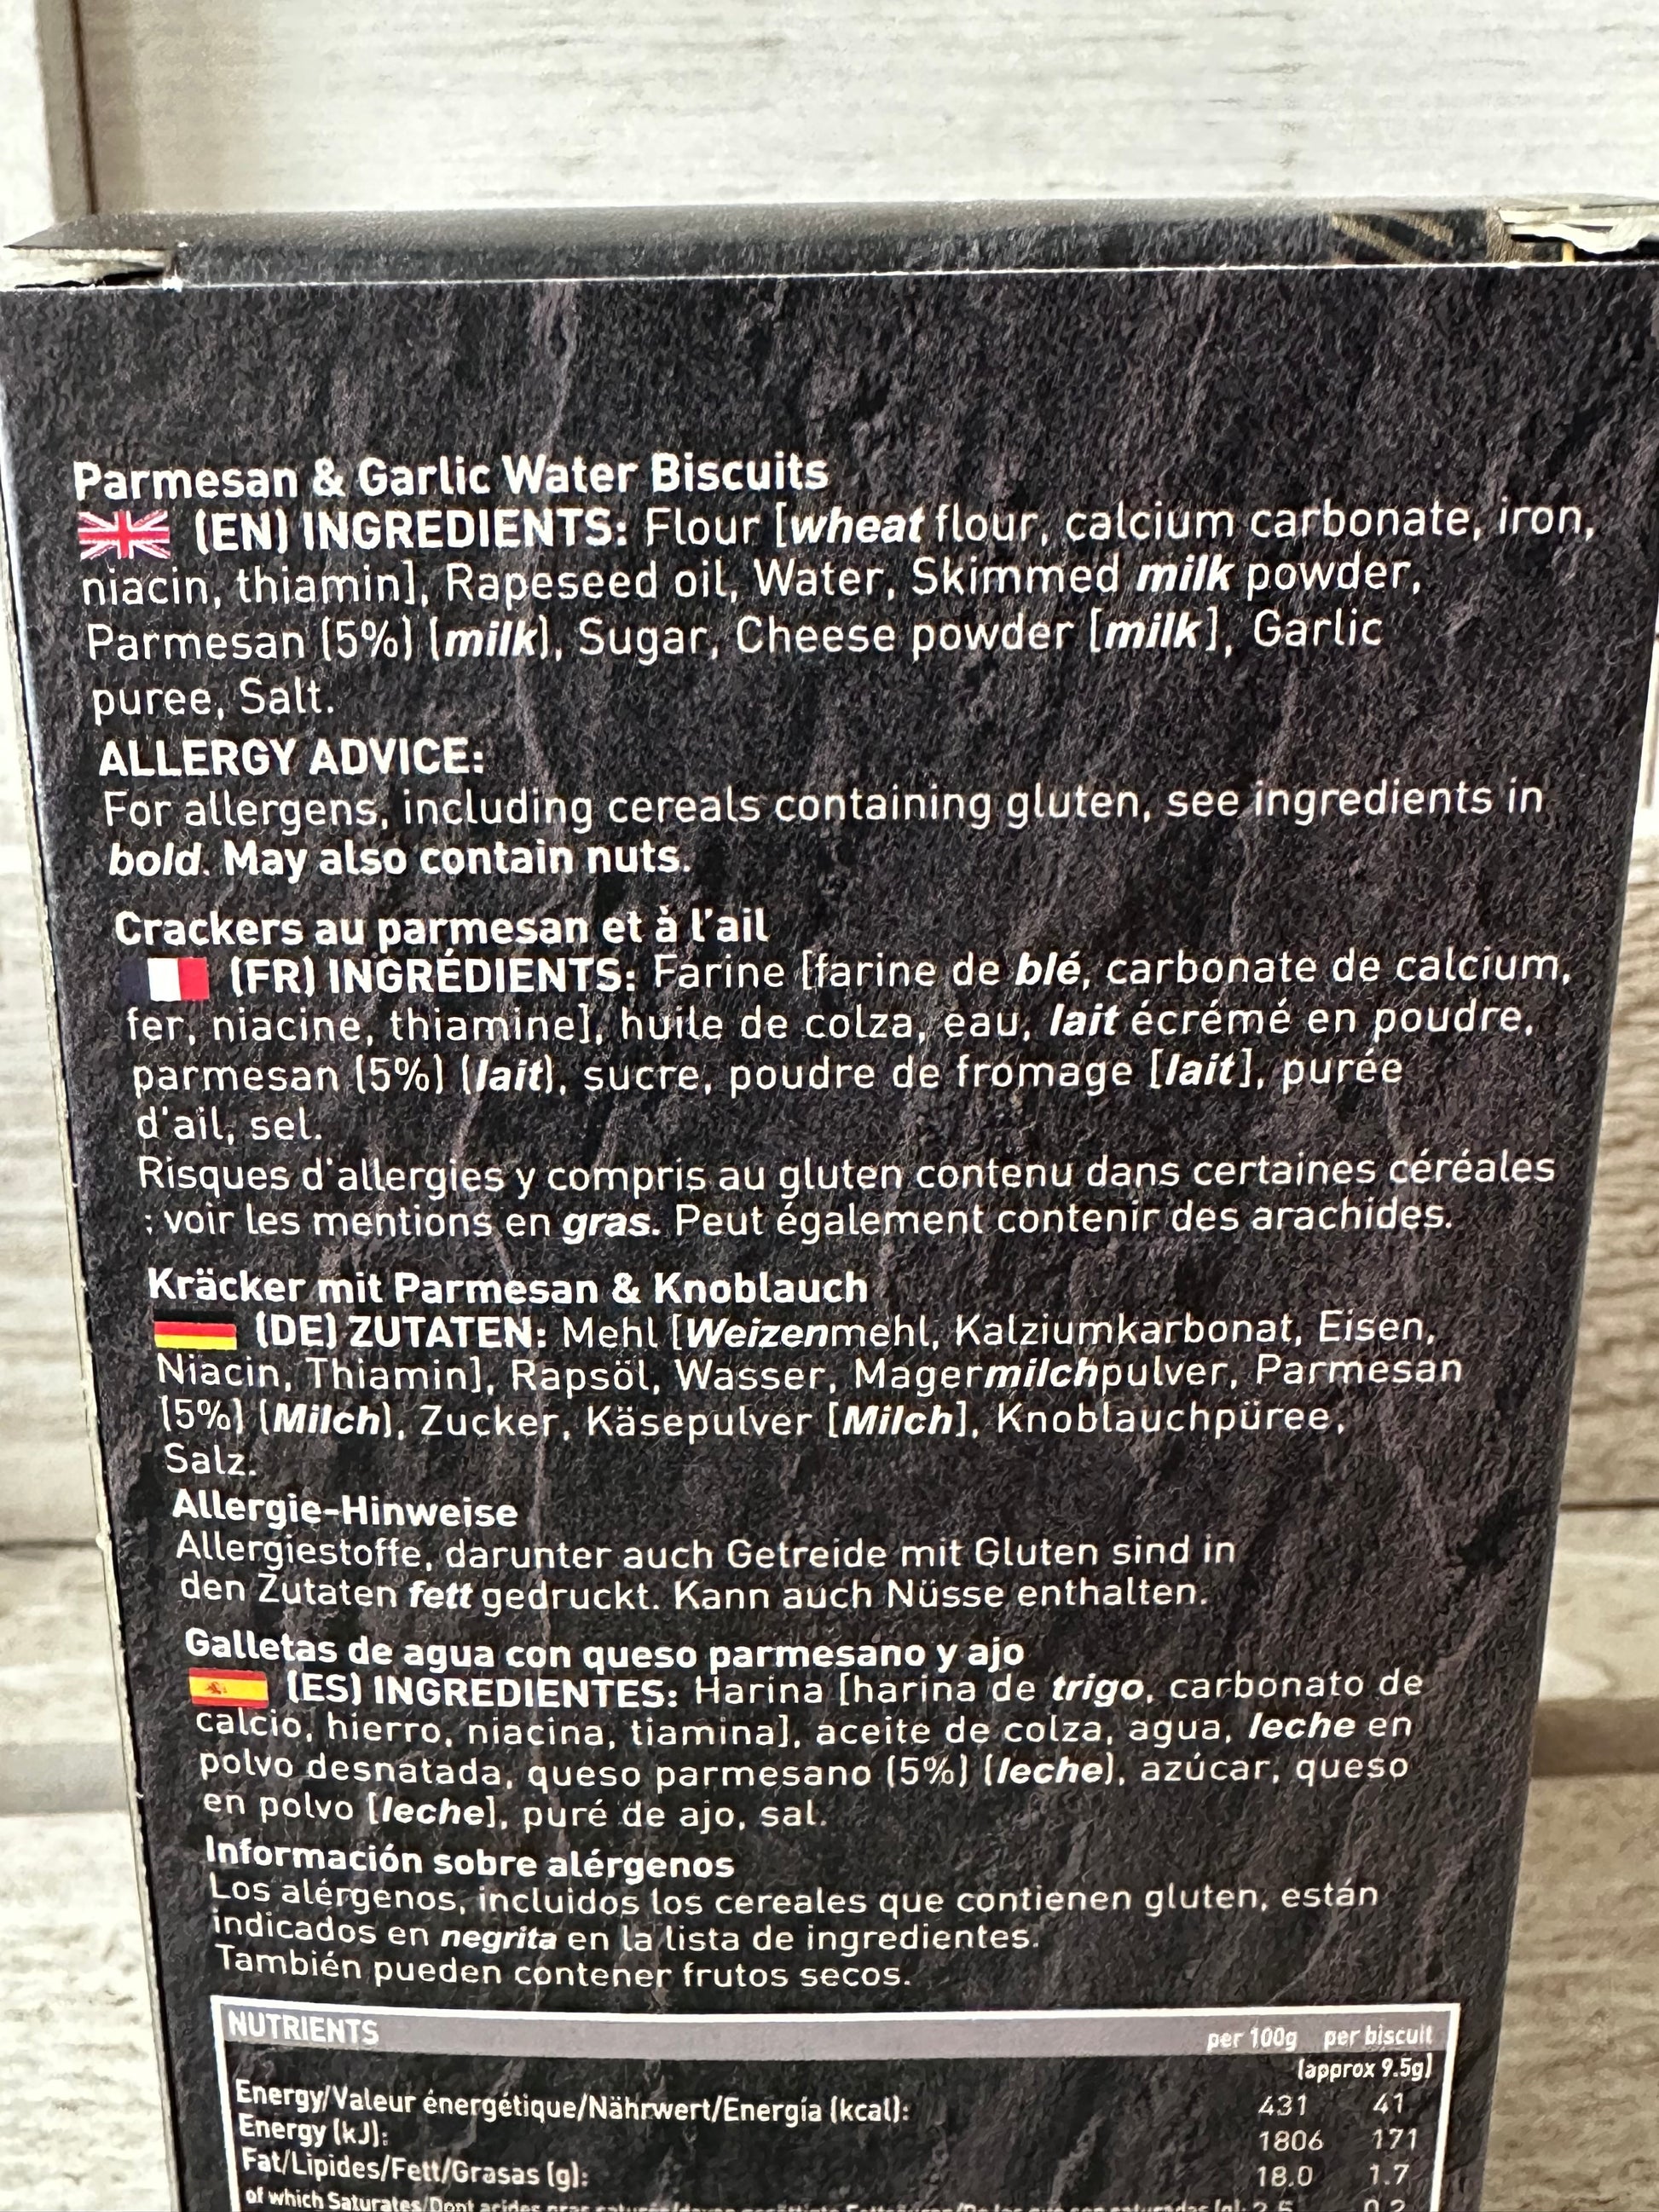 Parmesan & Garlic Water Biscuits
(EN) INGREDIENTS: Flour [wheat flour, calcium carbonate, iron,
niacin, thiamin], Rapeseed oil, Water, Skimmed milk powder,
Parmesan (5%) (milk), Sugar, Cheese powder [milk], Garlic
puree, Salt.
ALLERGY ADVICE:
For allergens, including cereals containing gluten, see ingredients in
bold. May also contain nuts.
Crackers au parmesan et à l'ail
(FR) INGRÉDIENTS: Farine [farine de blé, carbonate de calcium,
fer, niacine, thiamine], huile de colza, eau, lait écrémé en poudre,
parmesan (5%) (lait), sucre, poudre de fromage [lait], purée
d'ail, sel.
Risques d'allergies y compris au gluten contenu dans certaines céréales
; voir les mentions en gras. Peut également contenir des arachides.
Kräcker mit Parmesan & Knoblauch
(DE) ZUTATEN: Mehl [Weizenmehl, Kalziumkarbonat, Eisen,
Niacin, Thiamin], Rapsöl, Wasser, Magermilchpulver, Parmesan
(5%) (Milch), Zucker, Käsepulver [Milch], Knoblauchpüree,
Salz.
Allergie-Hinweise
Allergiestoffe, darunter auch Getreide mit Gluten sind in
den Zutaten fett gedruckt. Kann auch Nüsse enthalten.
Galletas de agua con queso parmesano y ajo
(ES) INGREDIENTES: Harina [harina de trigo, carbonato de
calcio, hierro, niacina, tiamina], aceite de colza, agua, leche en
polvo desnatada, queso parmesano (5%) (leche), azúcar, queso
en polvo [leche], puré de ajo, sal.
Información sobre alérgenos
Los alérgenos, incluidos los cereales que contienen gluten, están
indicados en negrita en la lista de ingredientes.
También pueden contener frutos secos.
NUTRIENTS per 100g per biscuit
(approx 9.5g)
Energy/Valeur énergétique/Nährwert/Energía (kcal): 431 41
Energy (kJ): 1806 171
Fat/Lipides/Fett/Grasas (g): 18.0 1.7
of which Saturates/Dont acides gras